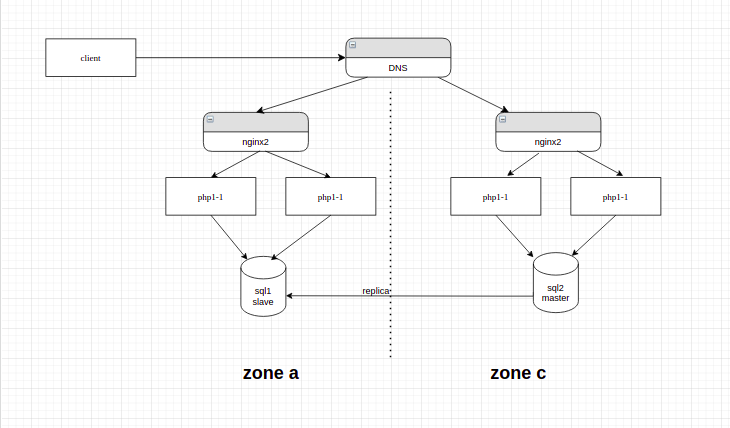 client
DNS
nginx2
nginx2
php1-1
php1-1
php1-1
php1-1
sql1
slave
sql2
master
replica
zone a
zone c